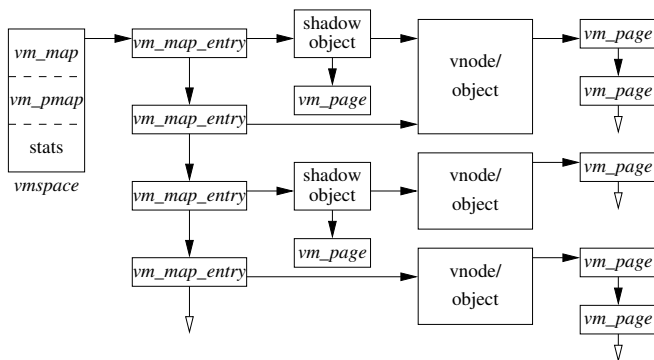 vm_map
vm_pmap
stats
vmspace
vm_map_entry
shadow
object
vm_page
vnode/
object
vm_page
vm_page
vm_map_entry
vm_map_entry
shadow
object
vm_page
vnode/
object
vm_page
vm_map_entry
vnode/
object
vm_page
vm_page